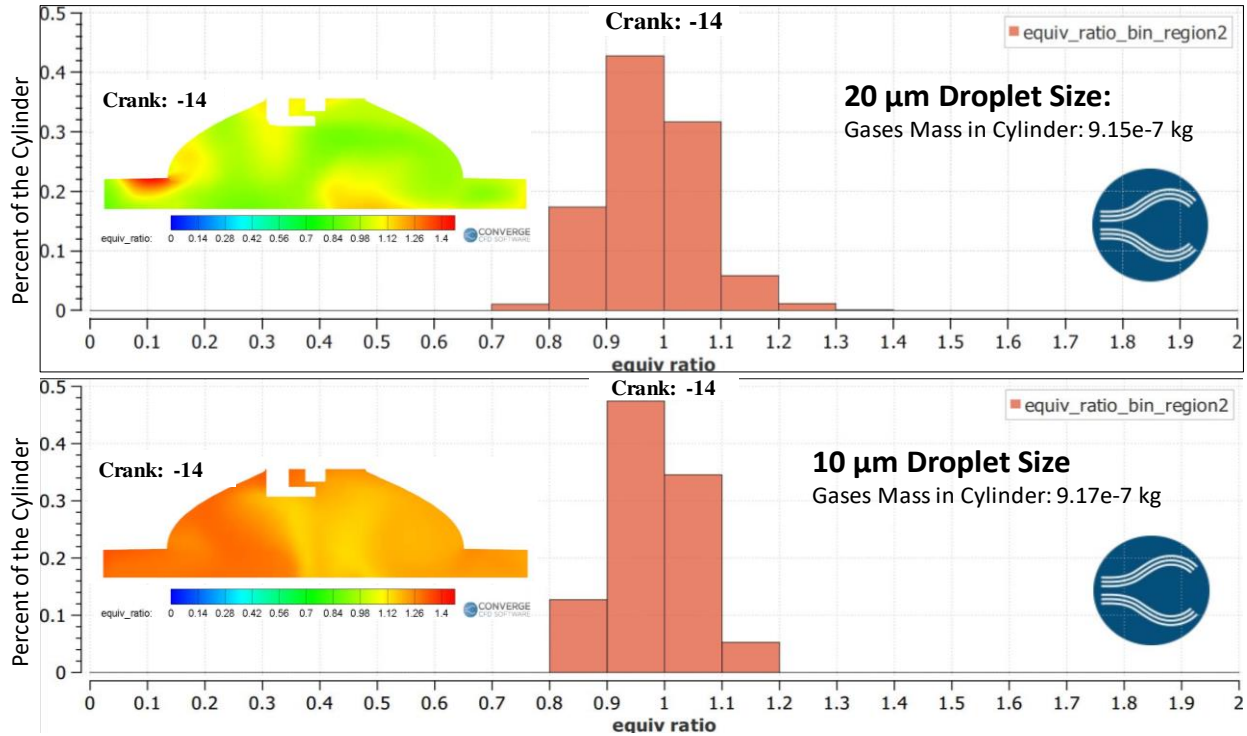 Crank: -14
equiv_ratio_bin_region2
0.5
0.4
0.3
0.2
0.1
0
Percent of the Cylinder
Crank: -14
equiv_ratio: 0 0.14 0.28 0.42 0.56 0.7 0.84 0.98 1.12 1.26 1.4
CONVERGE
CFD SOFTWARE
20 µm Droplet Size:
Gases Mass in Cylinder: 9.15e-7 kg
0 0.1 0.2 0.3 0.4 0.5 0.6 0.7 0.8 0.9 1 1.1 1.2 1.3 1.4 1.5 1.6 1.7 1.8 1.9 2
equiv ratio
Crank: -14
equiv_ratio_bin_region2
0.5
0.4
0.3
0.2
0.1
0
Percent of the Cylinder
Crank: -14
equiv_ratio: 0 0.14 0.28 0.42 0.56 0.7 0.84 0.98 1.12 1.26 1.4
CONVERGE
CFD SOFTWARE
10 µm Droplet Size
Gases Mass in Cylinder: 9.17e-7 kg
0 0.1 0.2 0.3 0.4 0.5 0.6 0.7 0.8 0.9 1 1.1 1.2 1.3 1.4 1.5 1.6 1.7 1.8 1.9 2
equiv ratio